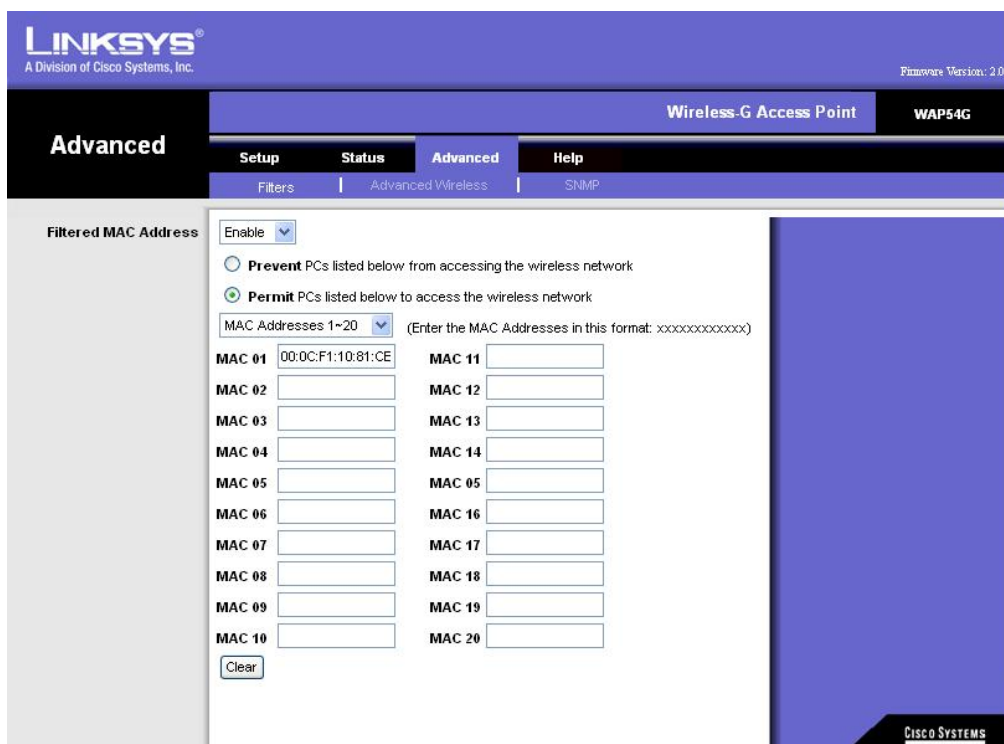 LINKSYS®
A Division of Cisco Systems, Inc.
Firmware Version: 2.0
Wireless-G Access Point WAP54G
Advanced
Setup Status Advanced Help
Filters | Advanced Wireless | SNMP
Filtered MAC Address
Enable
Prevent PCs listed below from accessing the wireless network
Permit PCs listed below to access the wireless network
MAC Addresses 1~20 (Enter the MAC Addresses in this format: xxxxxxxxxxxx)
MAC 01 00:0C:F1:10:81:CE MAC 11
MAC 02 MAC 12
MAC 03 MAC 13
MAC 04 MAC 14
MAC 05 MAC 05
MAC 06 MAC 16
MAC 07 MAC 17
MAC 08 MAC 18
MAC 09 MAC 19
MAC 10 MAC 20
Clear
CISCO SYSTEMS